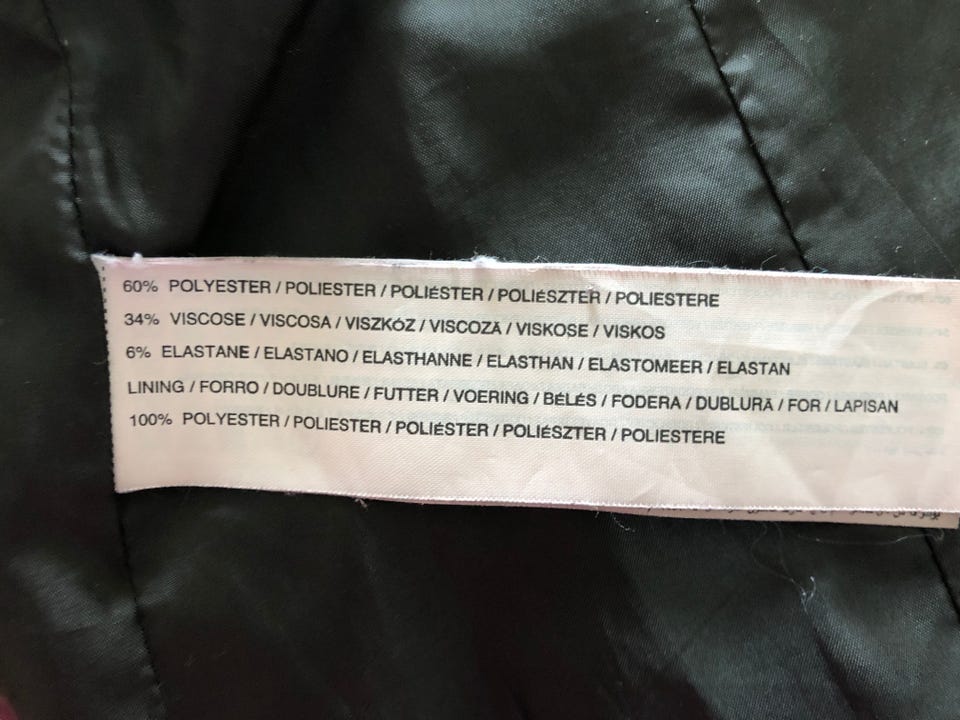 60% POLYESTER / POLIESTER / POLIÉSTER / POLIÉSZTER / POLIESTERE
34% VISCOSE / VISCOSA / VISZKÓZ / VISCOZĂ / VISKOSE / VISKOS
6% ELASTANE / ELASTANO / ELASTHANNE / ELASTHAN / ELASTOMEER / ELASTAN
LINING / FORRO / DOUBLURE / FUTTER / VOERING / BÉLÉS / FODERA / DUBLURĂ / FOR / LAPISAN
100% POLYESTER / POLIESTER / POLIÉSTER / POLIÉSZTER / POLIESTERE